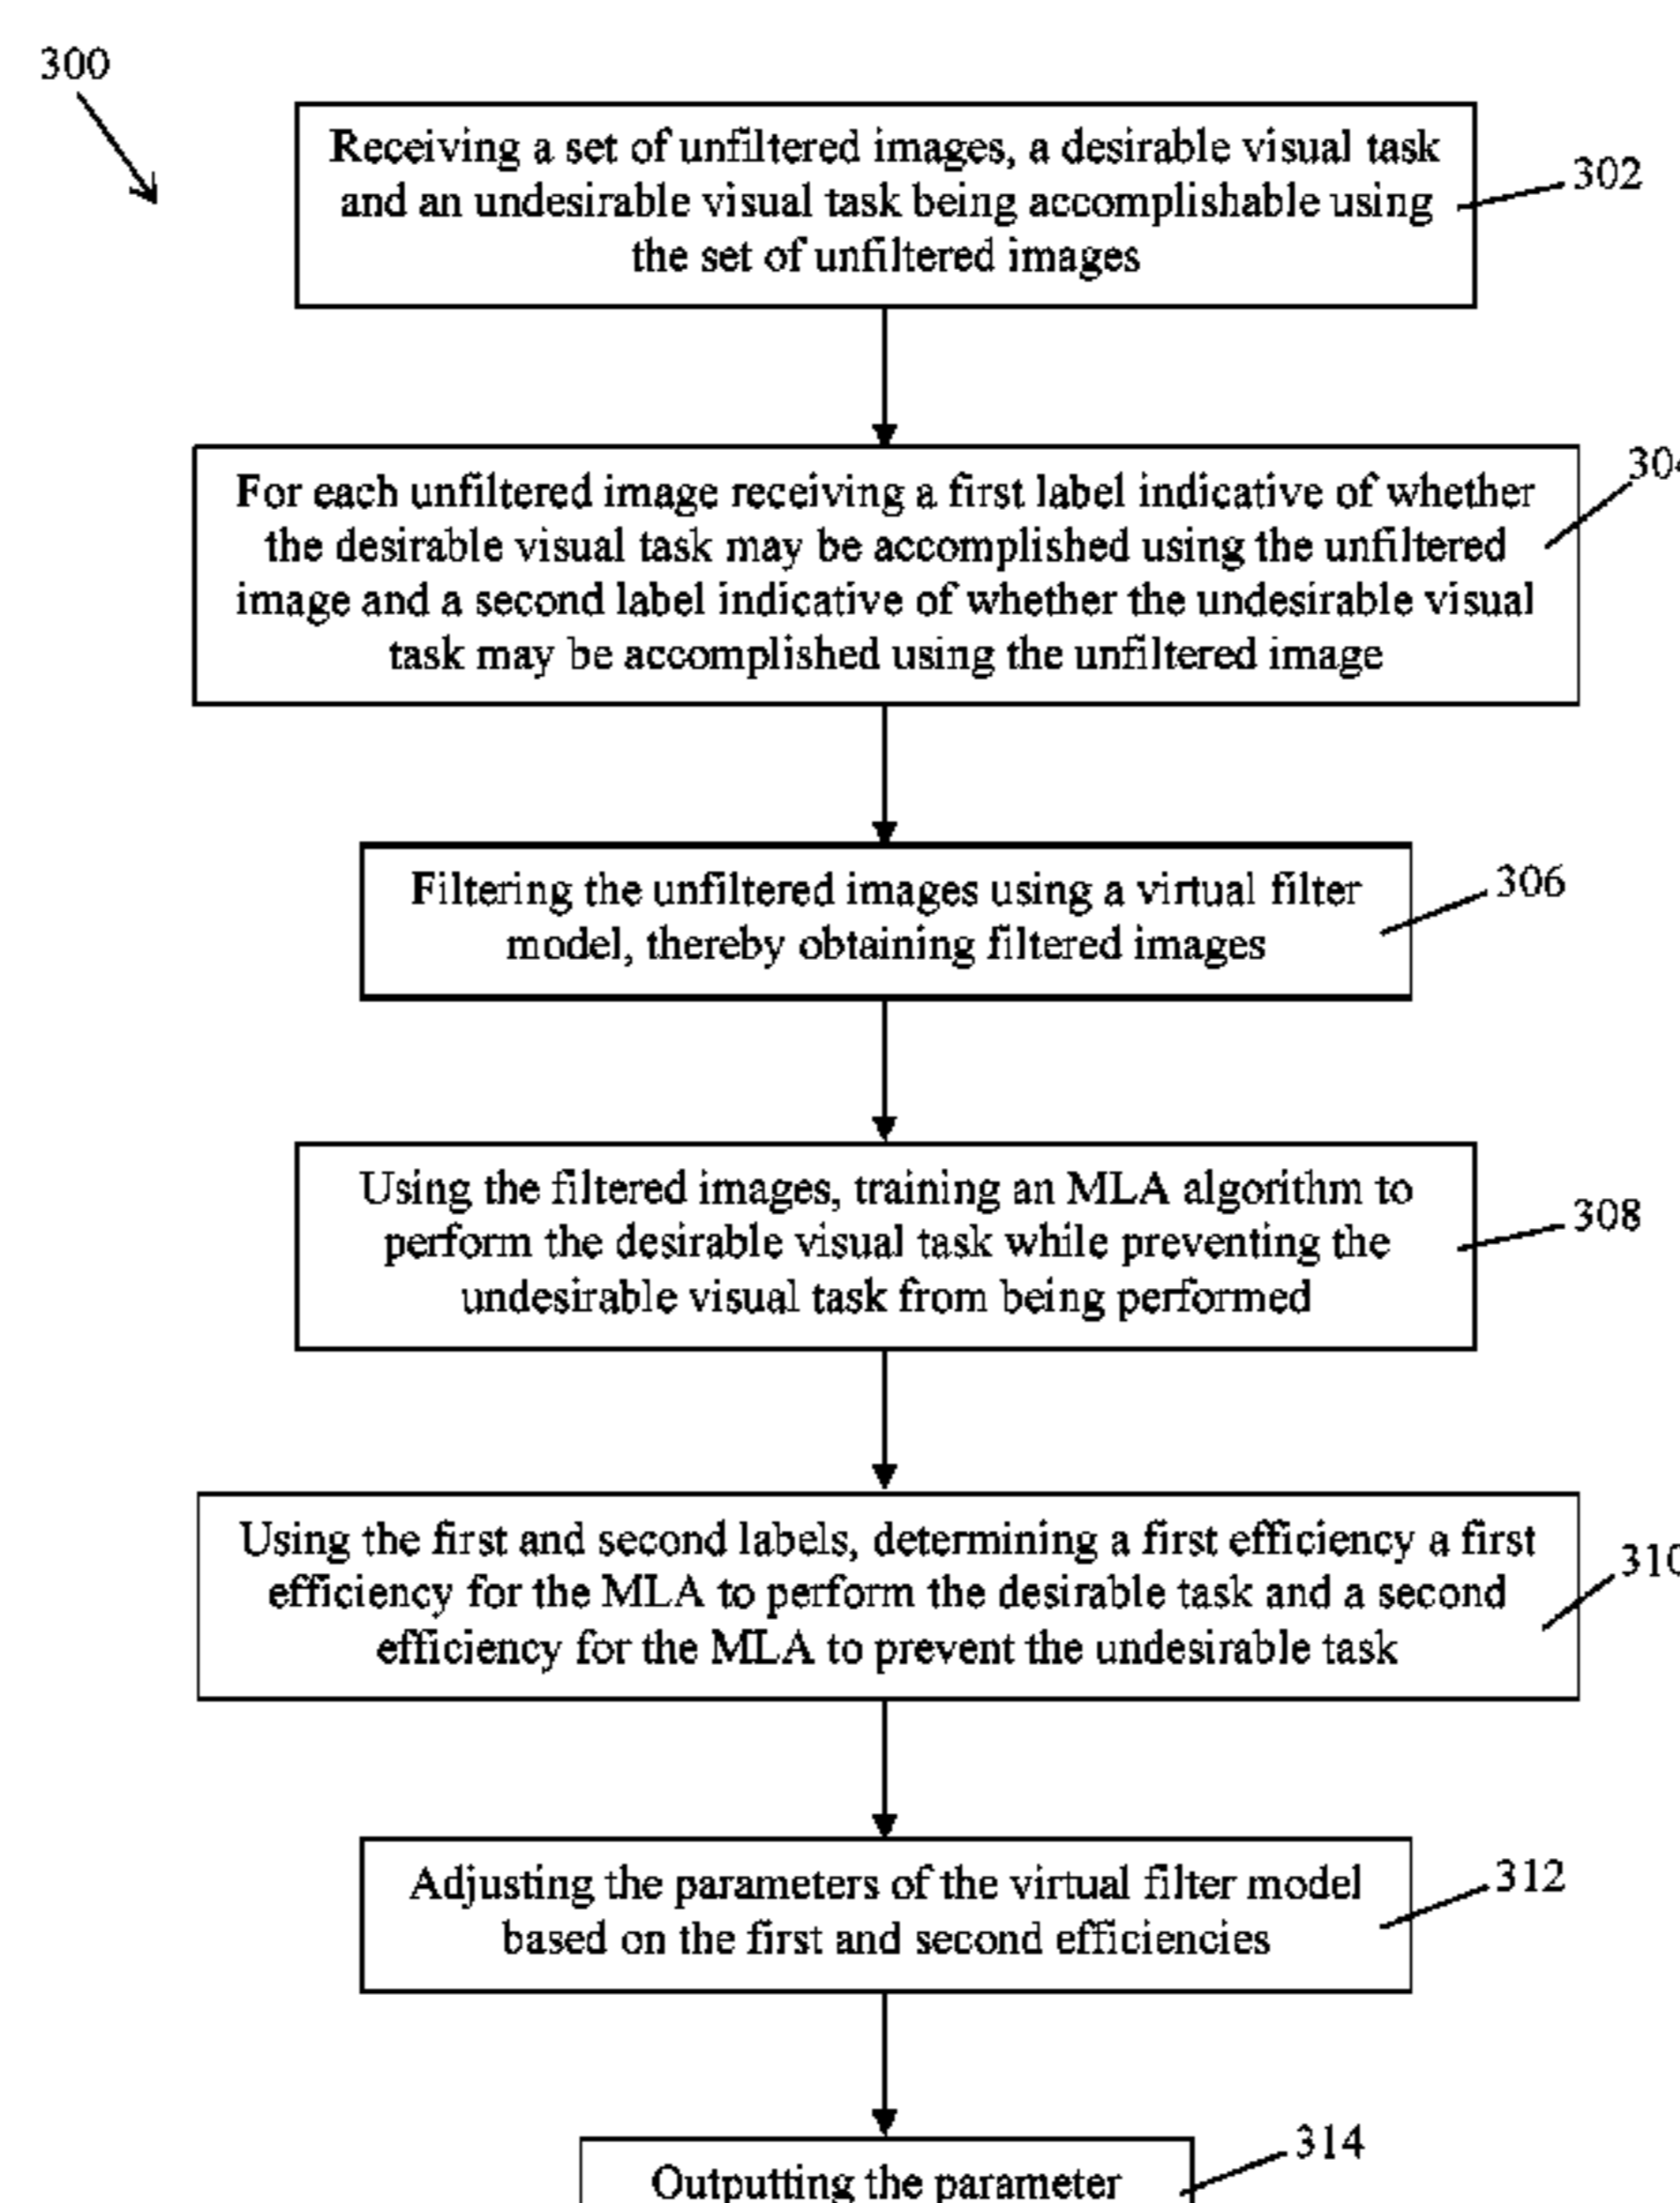 300
Receiving a set of unfiltered images, a desirable visual task
and an undesirable visual task being accomplishable using
the set of unfiltered images
302
For each unfiltered image receiving a first label indicative of whether
the desirable visual task may be accomplished using the unfiltered
image and a second label indicative of whether the undesirable visual
task may be accomplished using the unfiltered image
304
Filtering the unfiltered images using a virtual filter
model, thereby obtaining filtered images
306
Using the filtered images, training an MLA algorithm to
perform the desirable visual task while preventing the
undesirable visual task from being performed
308
Using the first and second labels, determining a first efficiency a first
efficiency for the MLA to perform the desirable task and a second
efficiency for the MLA to prevent the undesirable task
310
Adjusting the parameters of the virtual filter model
based on the first and second efficiencies
312
Outputting the parameter
314